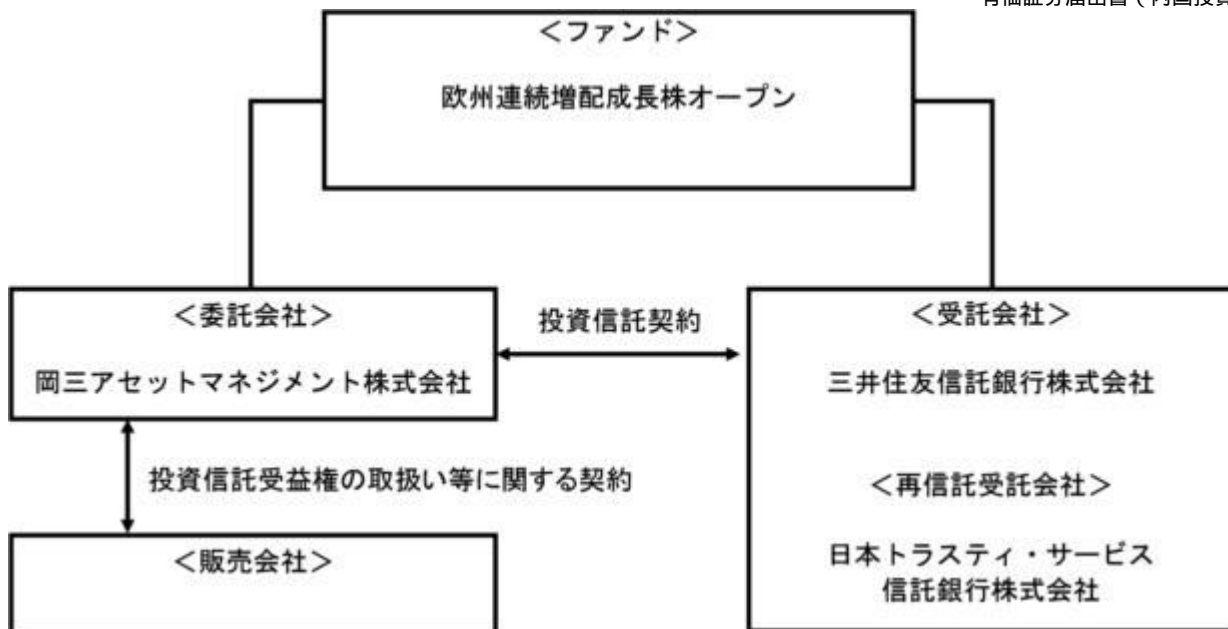 ＜ファンド＞
欧州連続増配成長株オープン
＜委託会社＞
岡三アセットマネジメント株式会社
投資信託契約
＜受託会社＞
三井住友信託銀行株式会社
＜再信託受託会社＞
日本トラスティ・サービス
信託銀行株式会社
投資信託受益権の取扱い等に関する契約
＜販売会社＞